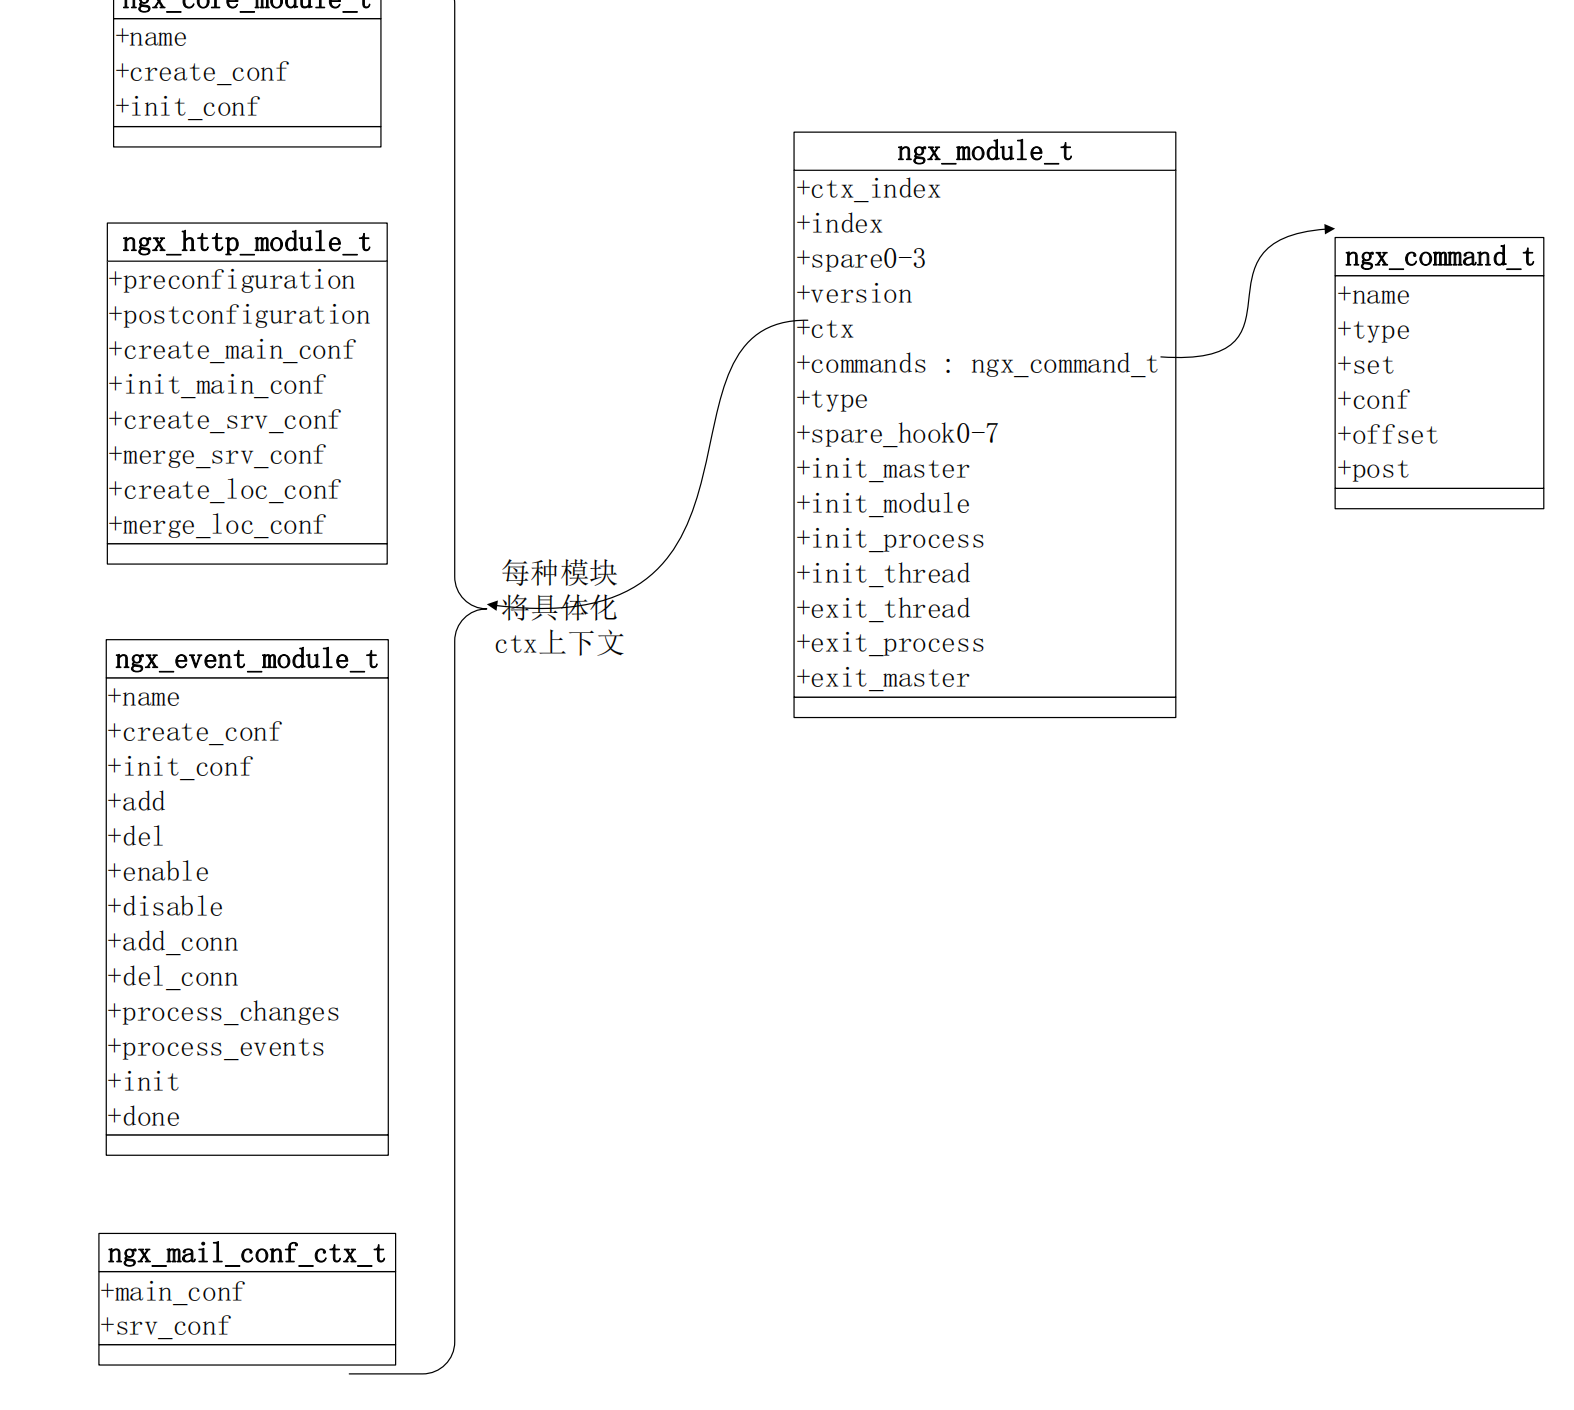 ngx_core_module_t
+name
+create_conf
+init_conf
ngx_http_module_t
+preconfiguration
+postconfiguration
+create_main_conf
+init_main_conf
+create_srv_conf
+merge_srv_conf
+create_loc_conf
+merge_loc_conf
ngx_event_module_t
+name
+create_conf
+init_conf
+add
+del
+enable
+disable
+add_conn
+del_conn
+process_changes
+process_events
+init
+done
ngx_mail_conf_ctx_t
+main_conf
+srv_conf
每种模块
将具体化
ctx上下文
ngx_module_t
+ctx_index
+index
+spare0-3
+version
+ctx
+commands : ngx_command_t
+type
+spare_hook0-7
+init_master
+init_module
+init_process
+init_thread
+exit_thread
+exit_process
+exit_master
ngx_command_t
+name
+type
+set
+conf
+offset
+post